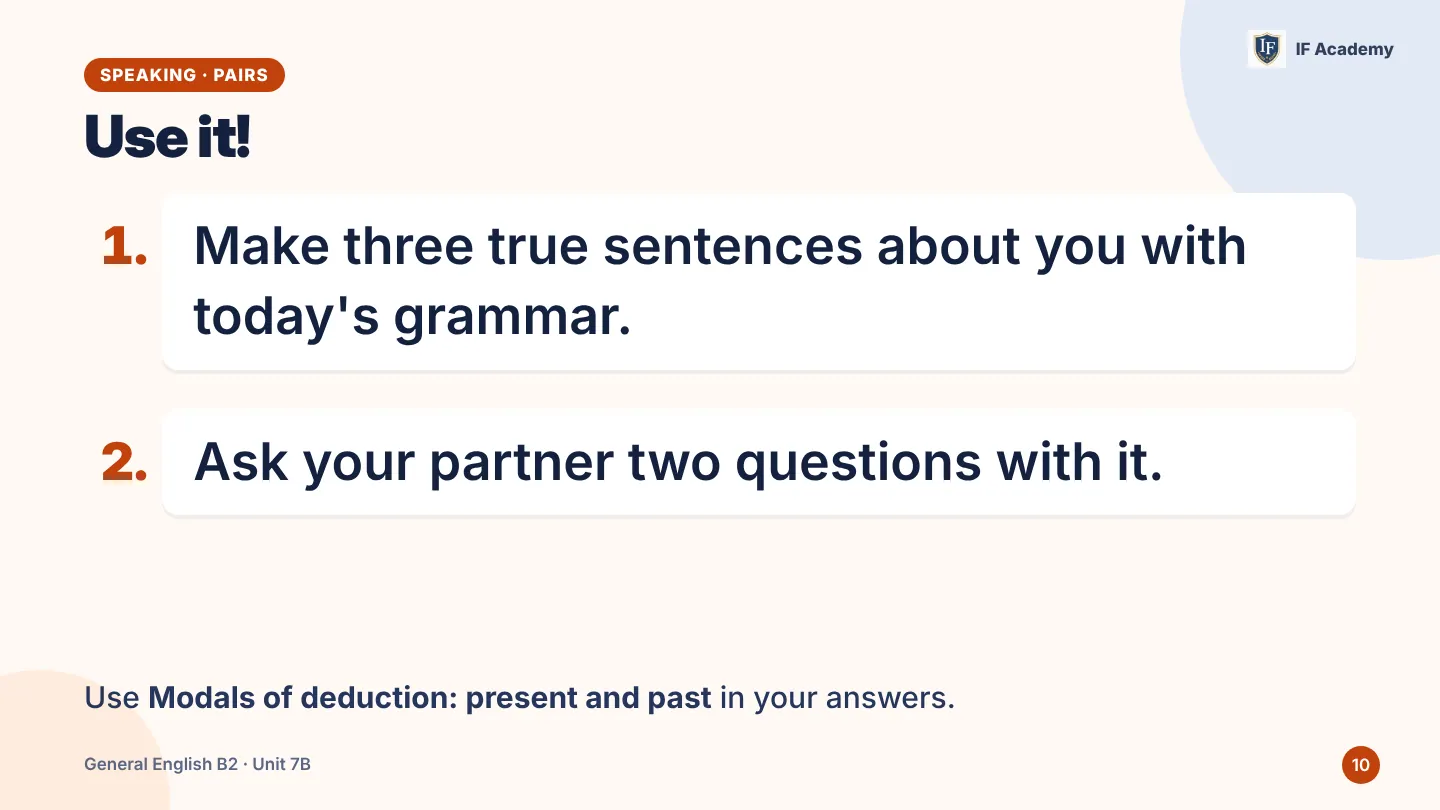 IF
IF Academy
SPEAKING · PAIRS
Use it!
1.
Make three true sentences about you with
today's grammar.
2.
Ask your partner two questions with it.
Use Modals of deduction: present and past in your answers.
General English B2 · Unit 7B
10